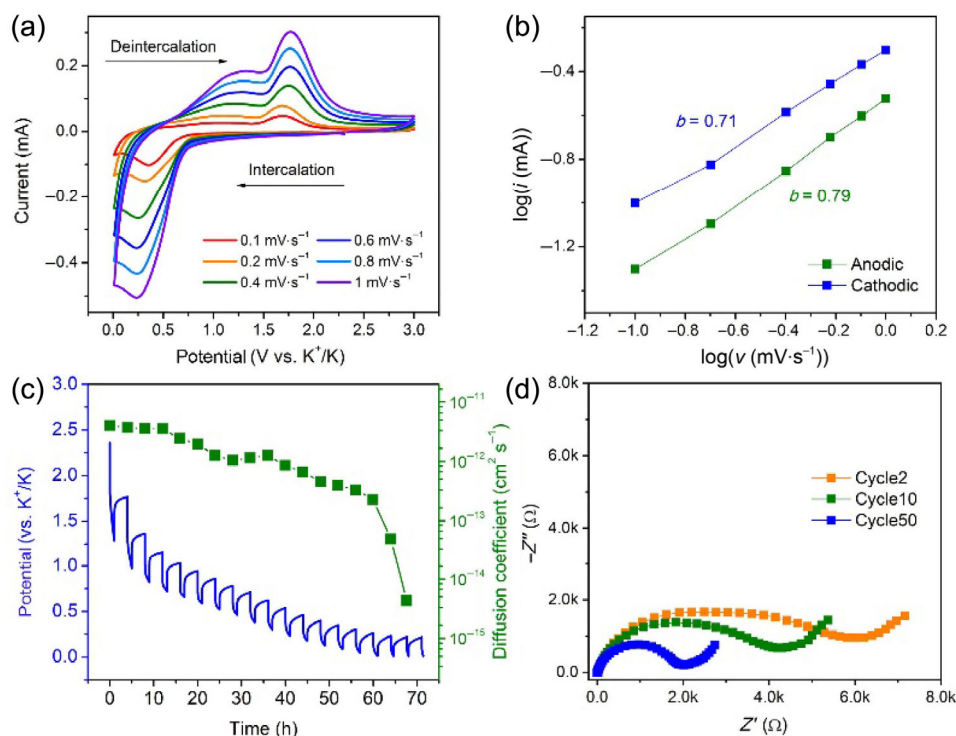 (a)
Deintercalation
Intercalation
0.1 mV·s⁻¹
0.2 mV·s⁻¹
0.4 mV·s⁻¹
0.6 mV·s⁻¹
0.8 mV·s⁻¹
1 mV·s⁻¹
Current (mA)
0.2
0.0
−0.2
−0.4
0.0 0.5 1.0 1.5 2.0 2.5 3.0
Potential (V vs. K⁺/K)
(b)
b = 0.71
b = 0.79
Anodic
Cathodic
log(i (mA))
−0.4
−0.8
−1.2
−1.2 −1.0 −0.8 −0.6 −0.4 −0.2 0.0 0.2
log(v (mV·s⁻¹))
(c)
Potential (vs. K⁺/K)
3.0
2.5
2.0
1.5
1.0
0.5
0.0
0 10 20 30 40 50 60 70
Time (h)
10⁻¹¹
10⁻¹²
10⁻¹³
10⁻¹⁴
10⁻¹⁵
Diffusion coefficient (cm² s⁻¹)
(d)
Cycle2
Cycle10
Cycle50
−Z″ (Ω)
8.0k
6.0k
4.0k
2.0k
0.0
0.0 2.0k 4.0k 6.0k 8.0k
Z′ (Ω)